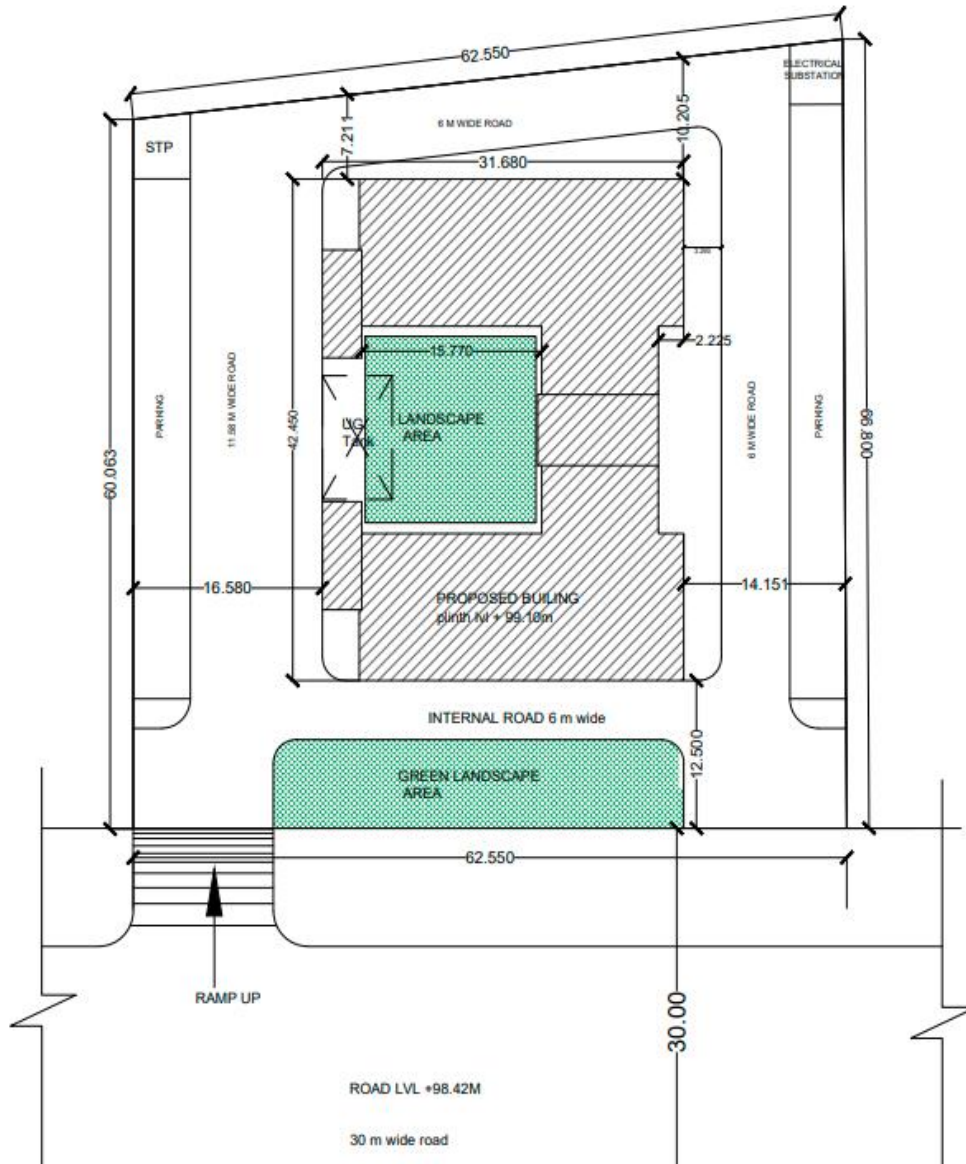 62.550
ELECTRICAL
SUBSTATION
STP
7.211
6 M WIDE ROAD
10.205
31.680
2.225
15.770
PARKING
11.58 M WIDE ROAD
42.450
UG
Tank
LANDSCAPE
AREA
6 M WIDE ROAD
PARKING
66.800
60.063
16.580
14.151
PROPOSED BUILING
plinth lvl + 99.10m
INTERNAL ROAD 6 m wide
12.500
GREEN LANDSCAPE
AREA
62.550
RAMP UP
30.00
ROAD LVL +98.42M
30 m wide road